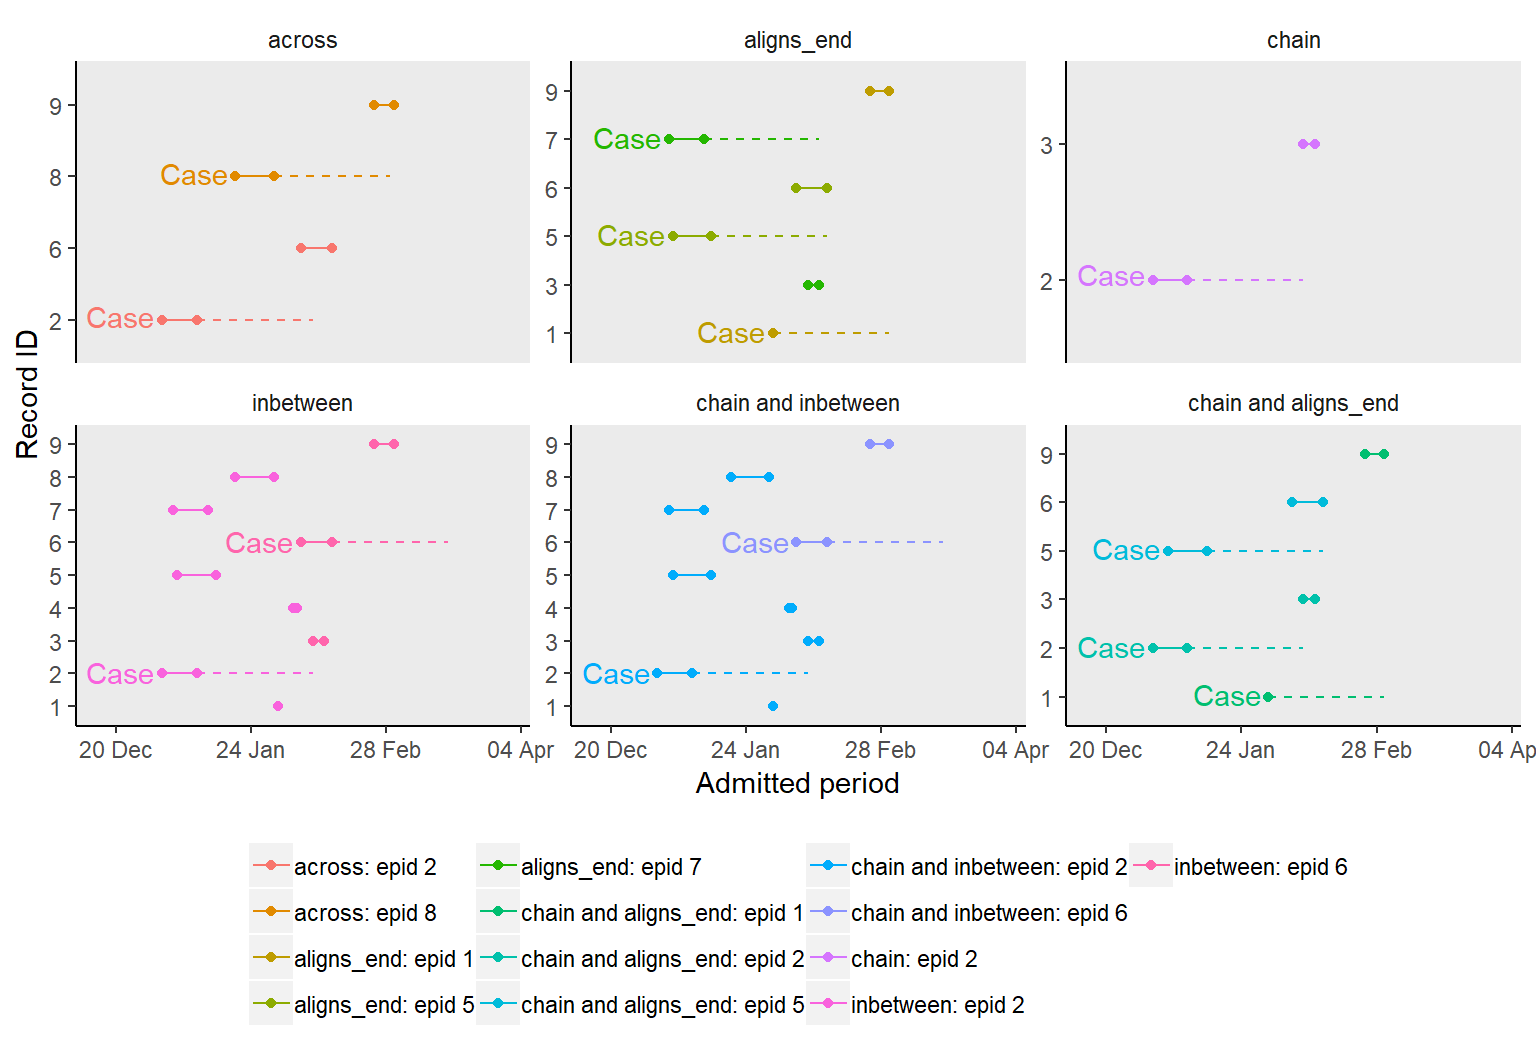 across
aligns_end
chain
Record ID
9
8
6
2
Case
Case
9
7
6
5
3
1
Case
Case
Case
3
2
Case
inbetween
chain and inbetween
chain and aligns_end
9
8
7
6
5
4
3
2
1
Case
Case
9
8
7
6
5
4
3
2
1
Case
Case
9
6
5
3
2
1
Case
Case
Case
20 Dec 24 Jan 28 Feb 04 Apr
20 Dec 24 Jan 28 Feb 04 Apr
20 Dec 24 Jan 28 Feb 04 Ap
Admitted period
across: epid 2
across: epid 8
aligns_end: epid 1
aligns_end: epid 5
aligns_end: epid 7
chain and aligns_end: epid 1
chain and aligns_end: epid 2
chain and aligns_end: epid 5
chain and inbetween: epid 2
chain and inbetween: epid 6
chain: epid 2
inbetween: epid 2
inbetween: epid 6